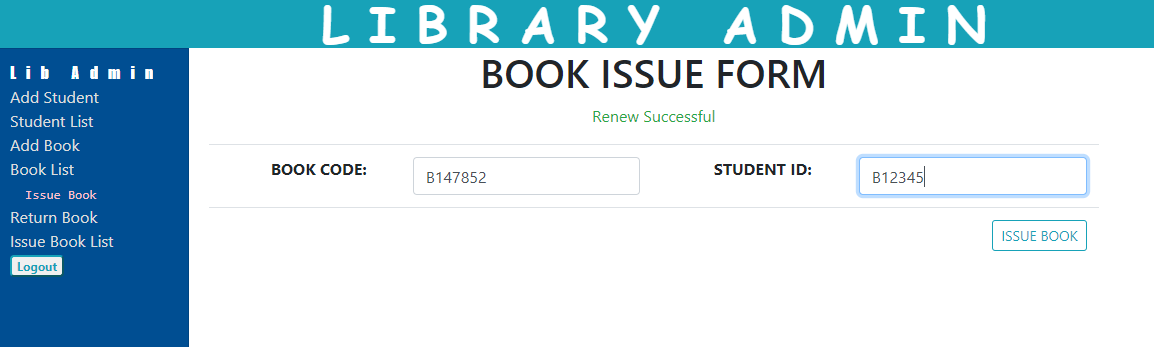 LIBRARY ADMIN
Lib Admin
Add Student
Student List
Add Book
Book List
Issue Book
Return Book
Issue Book List
Logout
BOOK ISSUE FORM
Renew Successful
BOOK CODE: B147852 STUDENT ID: B12345
ISSUE BOOK